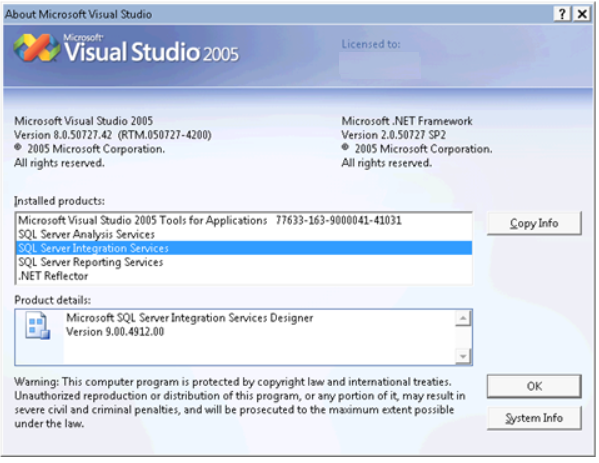 About Microsoft Visual Studio
? X
Microsoft®
Visual Studio 2005
Licensed to:
Microsoft Visual Studio 2005
Version 8.0.50727.42 (RTM.050727-4200)
© 2005 Microsoft Corporation.
All rights reserved.
Microsoft .NET Framework
Version 2.0.50727 SP2
© 2005 Microsoft Corporation.
All rights reserved.
Installed products:
Microsoft Visual Studio 2005 Tools for Applications 77633-163-9000041-41031
SQL Server Analysis Services
SQL Server Integration Services
SQL Server Reporting Services
.NET Reflector
Copy Info
Product details:
Microsoft SQL Server Integration Services Designer
Version 9.00.4912.00
Warning: This computer program is protected by copyright law and international treaties.
Unauthorized reproduction or distribution of this program, or any portion of it, may result in
severe civil and criminal penalties, and will be prosecuted to the maximum extent possible
under the law.
OK
System Info